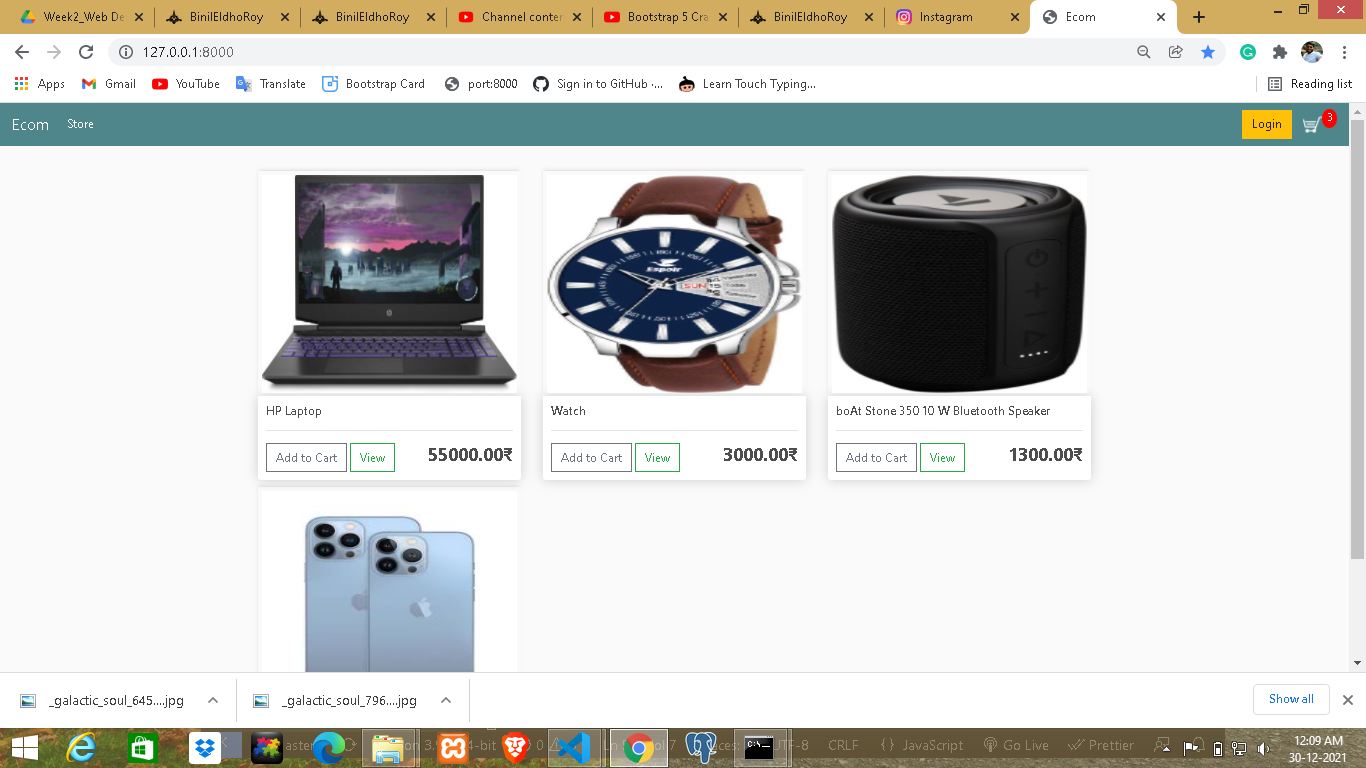 Week2_Web De
BinilEldhoRoy
BinilEldhoRoy
Channel conter
Bootstrap 5 Cra
BinilEldhoRoy
Instagram
Ecom
127.0.0.1:8000
Apps
Gmail
YouTube
Translate
Bootstrap Card
port:8000
Sign in to GitHub ·...
Learn Touch Typing...
Reading list
Ecom
Store
Login
3
Espoir
SUN
HP Laptop
Watch
boAt Stone 350 10 W Bluetooth Speaker
Add to Cart
View
55000.00₹
Add to Cart
View
3000.00₹
Add to Cart
View
1300.00₹
_galactic_soul_645....jpg
_galactic_soul_796....jpg
Show all
UTF-8
CRLF
{ } JavaScript
Go Live
Prettier
12:09 AM
30-12-2021